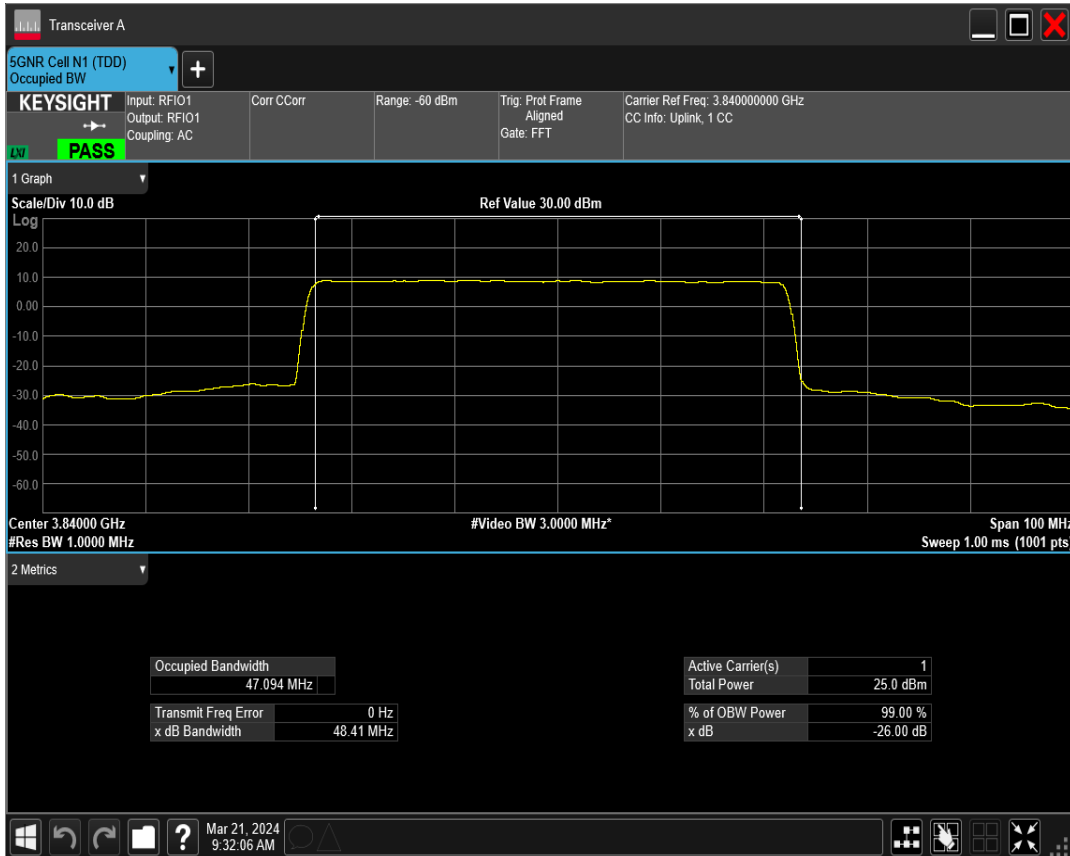 Transceiver A
5GNR Cell N1 (TDD)
Occupied BW
+
KEYSIGHT
LXI
PASS
Input: RFIO1
Output: RFIO1
Coupling: AC
Corr CCorr
Range: -60 dBm
Trig: Prot Frame
Aligned
Gate: FFT
Carrier Ref Freq: 3.840000000 GHz
CC Info: Uplink, 1 CC
1 Graph
Scale/Div 10.0 dB
Ref Value 30.00 dBm
Log
20.0
10.0
0.00
-10.0
-20.0
-30.0
-40.0
-50.0
-60.0
Center 3.84000 GHz
#Video BW 3.0000 MHz*
Span 100 MHz
#Res BW 1.0000 MHz
Sweep 1.00 ms (1001 pts)
2 Metrics
Occupied Bandwidth
47.094 MHz
Transmit Freq Error 0 Hz
x dB Bandwidth 48.41 MHz
Active Carrier(s) 1
Total Power 25.0 dBm
% of OBW Power 99.00 %
x dB -26.00 dB
?
Mar 21, 2024
9:32:06 AM